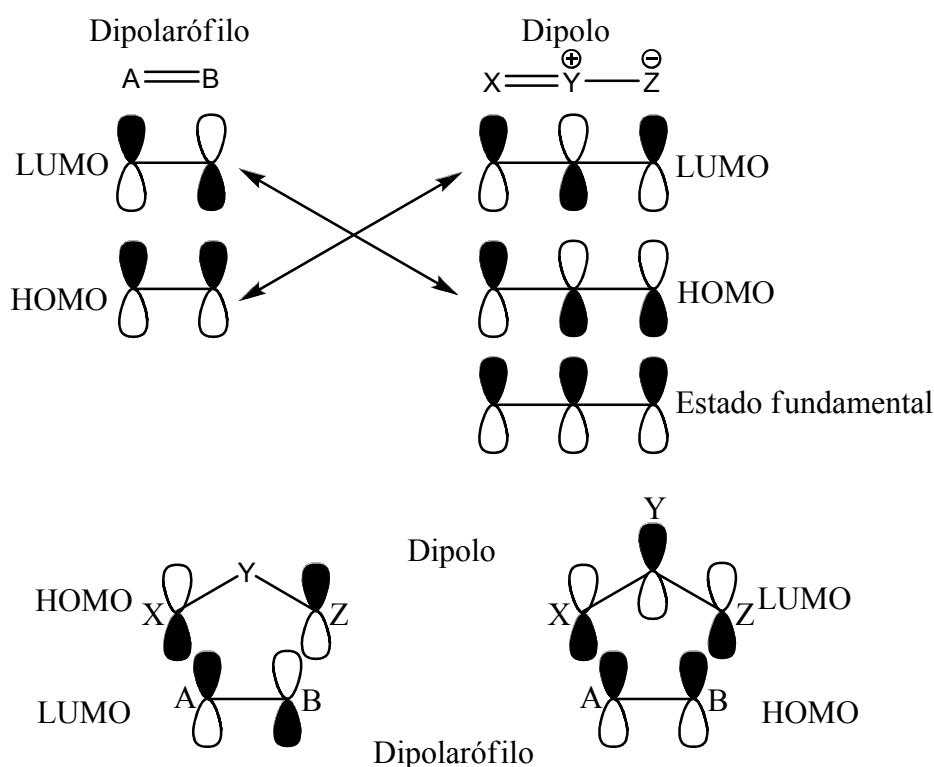 Dipolarófilo
Dipolo
A B
X Y Z
⊕ ⊖
LUMO
LUMO
HOMO
HOMO
Estado fundamental
Y
Dipolo
Y
HOMO
X Z
X Z
LUMO
A B
A B
LUMO
HOMO
Dipolarófilo